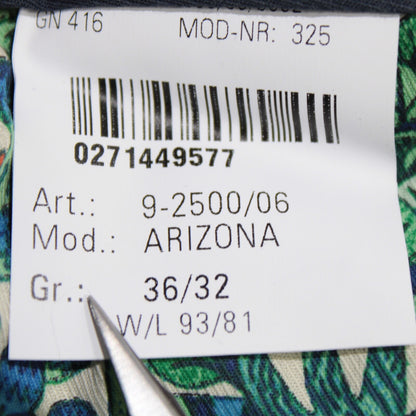 GN 416
MOD-NR: 325
0271449577
Art.: 9-2500/06
Mod.: ARIZONA
Gr.: 36/32
W/L 93/81